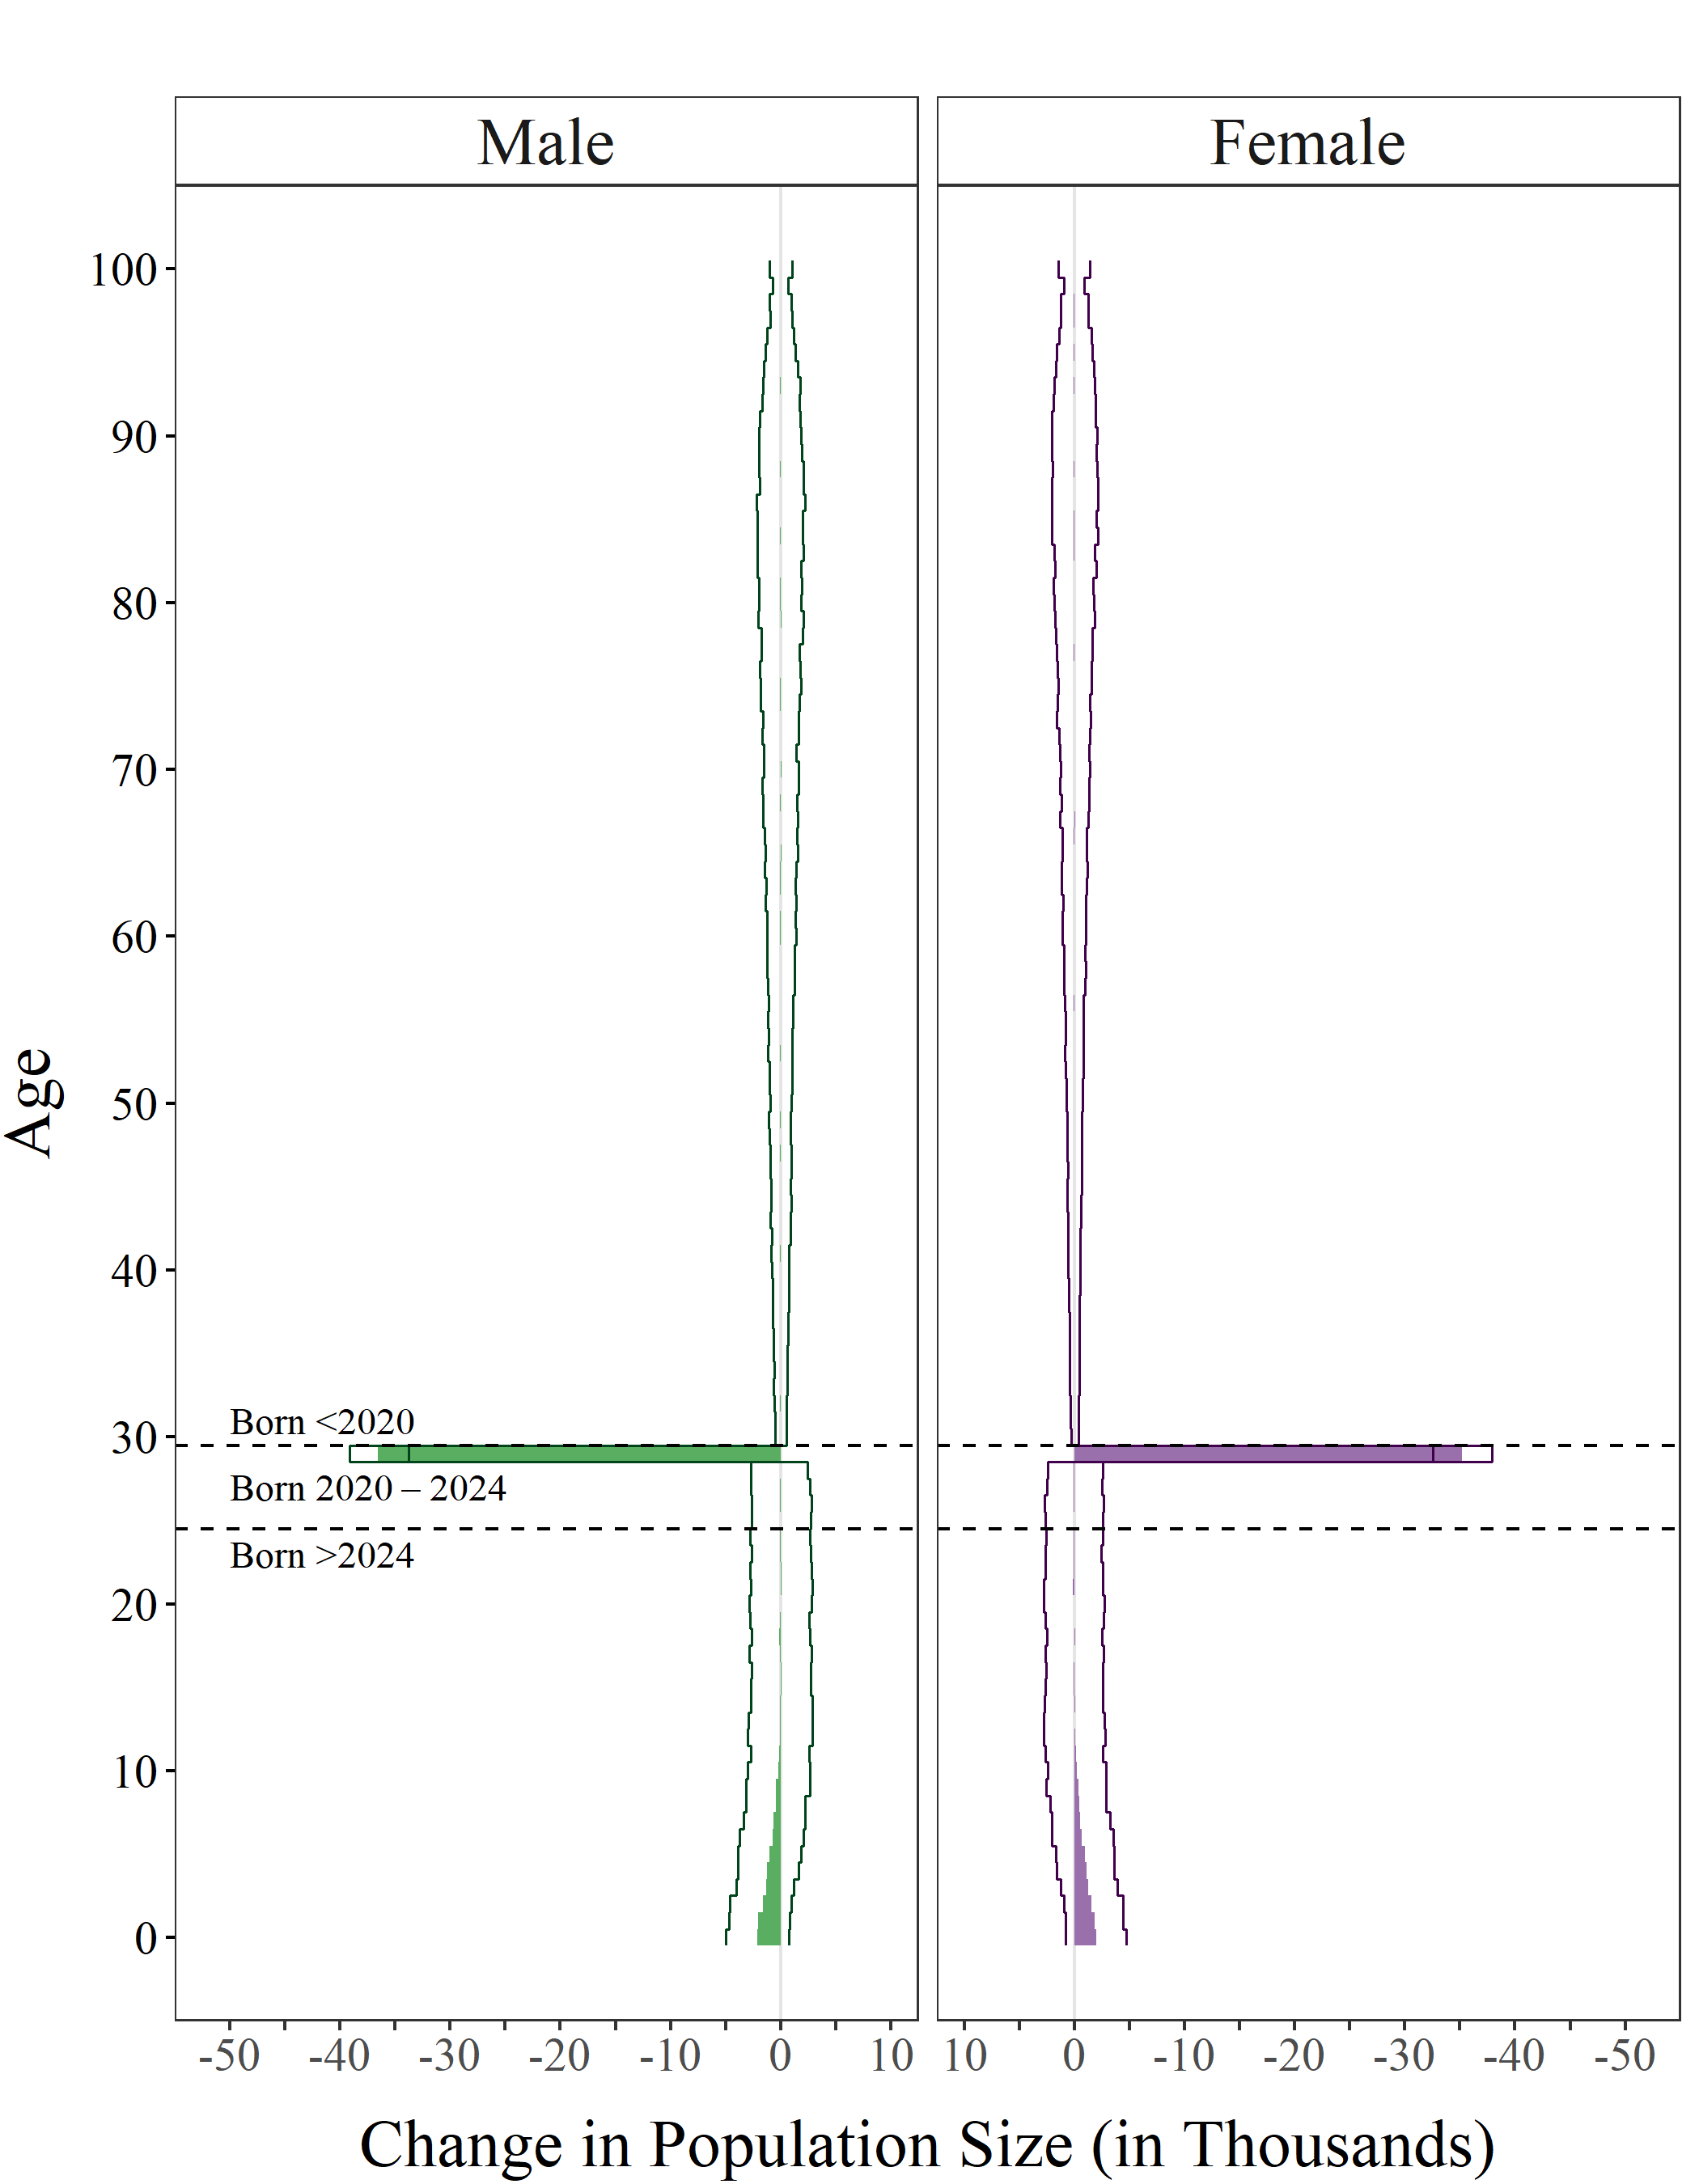 Male
Female
Age
100
90
80
70
60
50
40
30
20
10
0
Born <2020
Born 2020 – 2024
Born >2024
-50 -40 -30 -20 -10 0 10
10 0 -10 -20 -30 -40 -50
Change in Population Size (in Thousands)